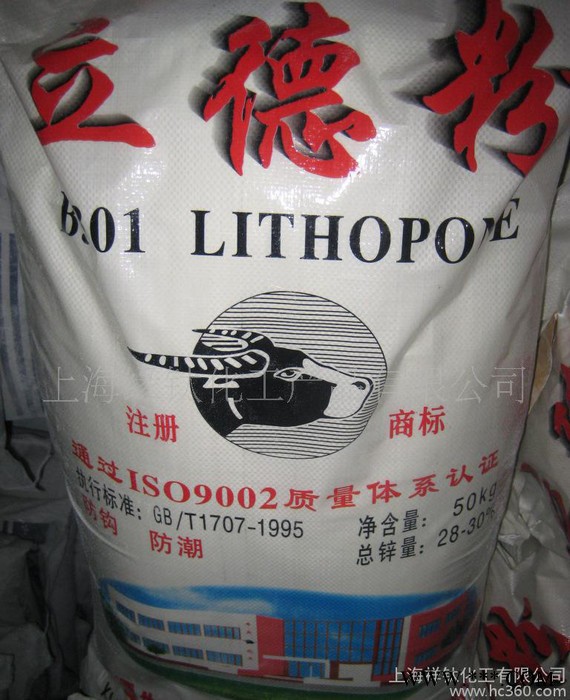 立德粉
B301 LITHOPONE
注册 商标
通过ISO9002质量体系认证
执行标准：GB/T1707-1995
净含量： 50kg
总锌量：28-30%
防钩 防潮
上海祥钛化工有限公司
www.hc360.com